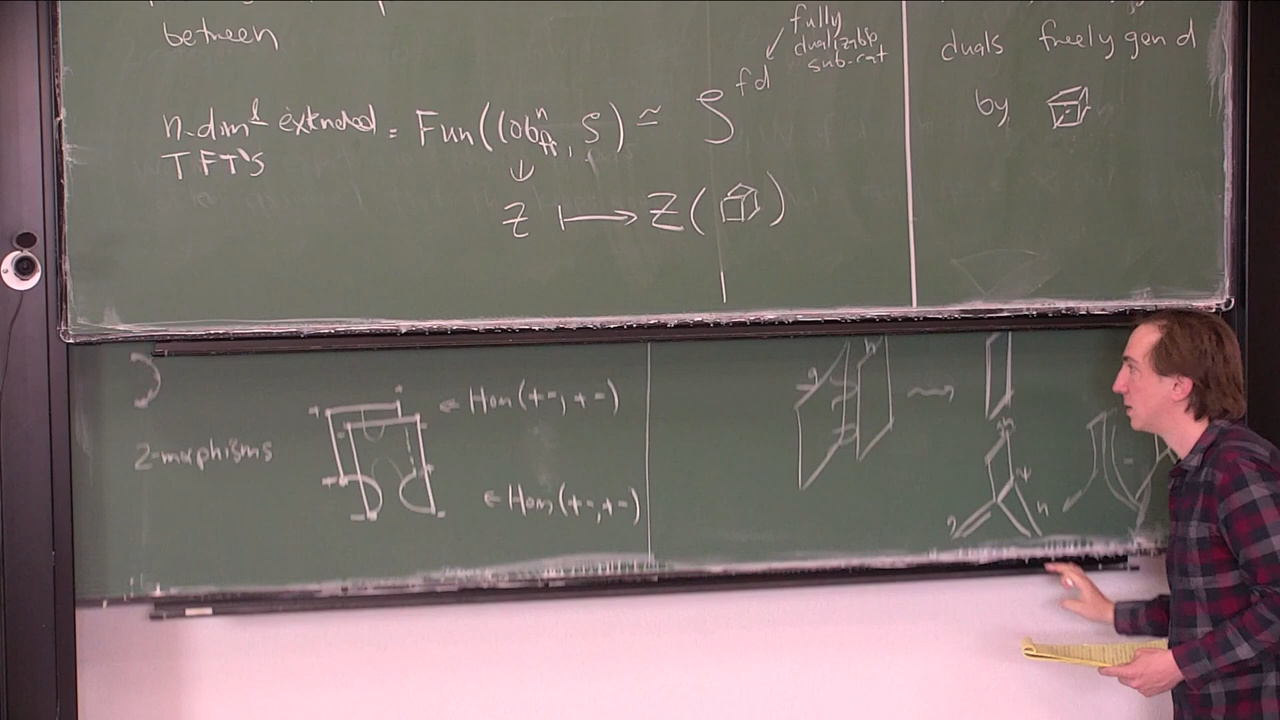 between
n-dim^l extended = Fun((ob^n_fr, S) ≃ S^fd
TFT's
fully
dualizable
sub-cat
Z ⟼ Z( )
duals freely gen d
by
2-morphisms
+ -
∈ Hom(+-, +-)
∈ Hom(+-, +-)
g
h
g
h